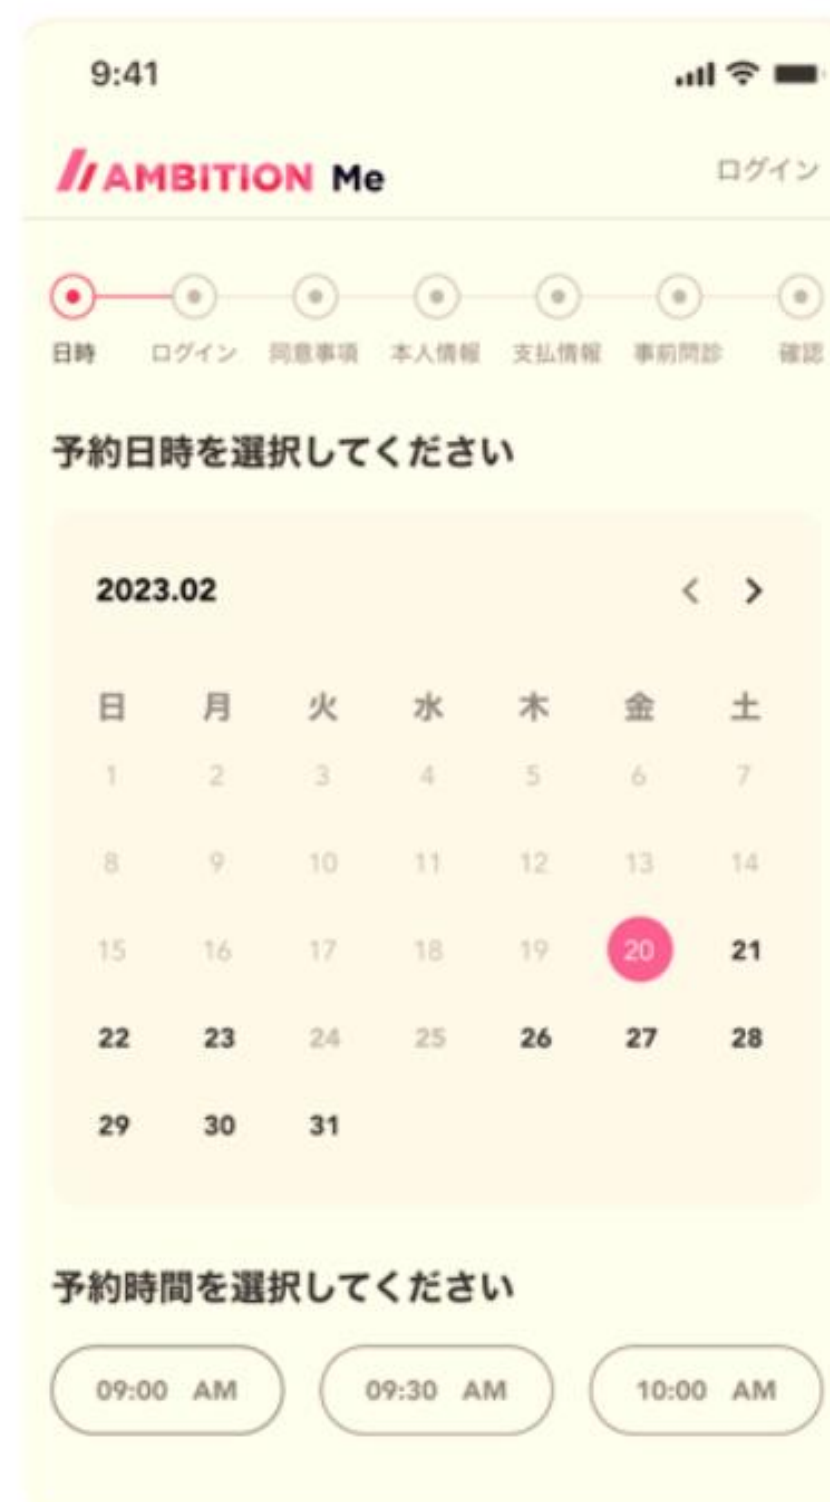 9:41
AMBITION Me
ログイン
日時 ログイン 同意事項 本人情報 支払情報 事前問診 確認
予約日時を選択してください
2023.02 < >
日 月 火 水 木 金 土
1 2 3 4 5 6 7
8 9 10 11 12 13 14
15 16 17 18 19 20 21
22 23 24 25 26 27 28
29 30 31
予約時間を選択してください
09:00 AM 09:30 AM 10:00 AM